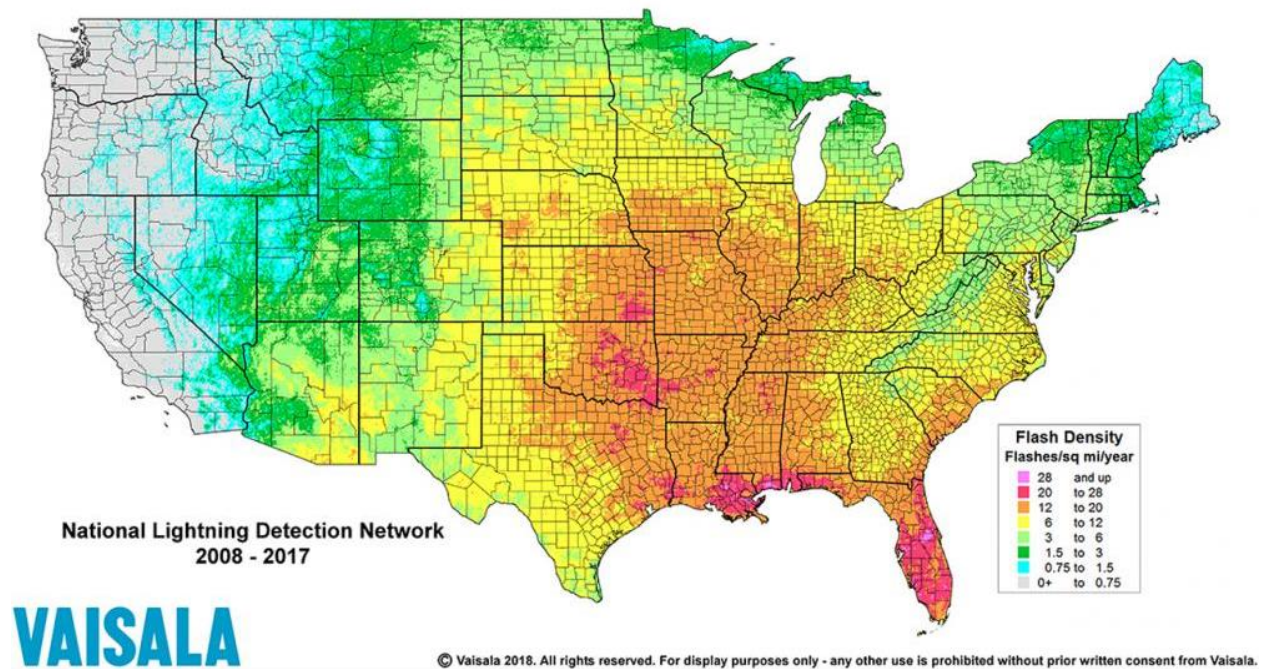 National Lightning Detection Network
2008 - 2017
Flash Density
Flashes/sq mi/year
28 and up
20 to 28
12 to 20
6 to 12
3 to 6
1.5 to 3
0.75 to 1.5
0+ to 0.75
VAISALA
© Vaisala 2018. All rights reserved. For display purposes only - any other use is prohibited without prior written consent from Vaisala.